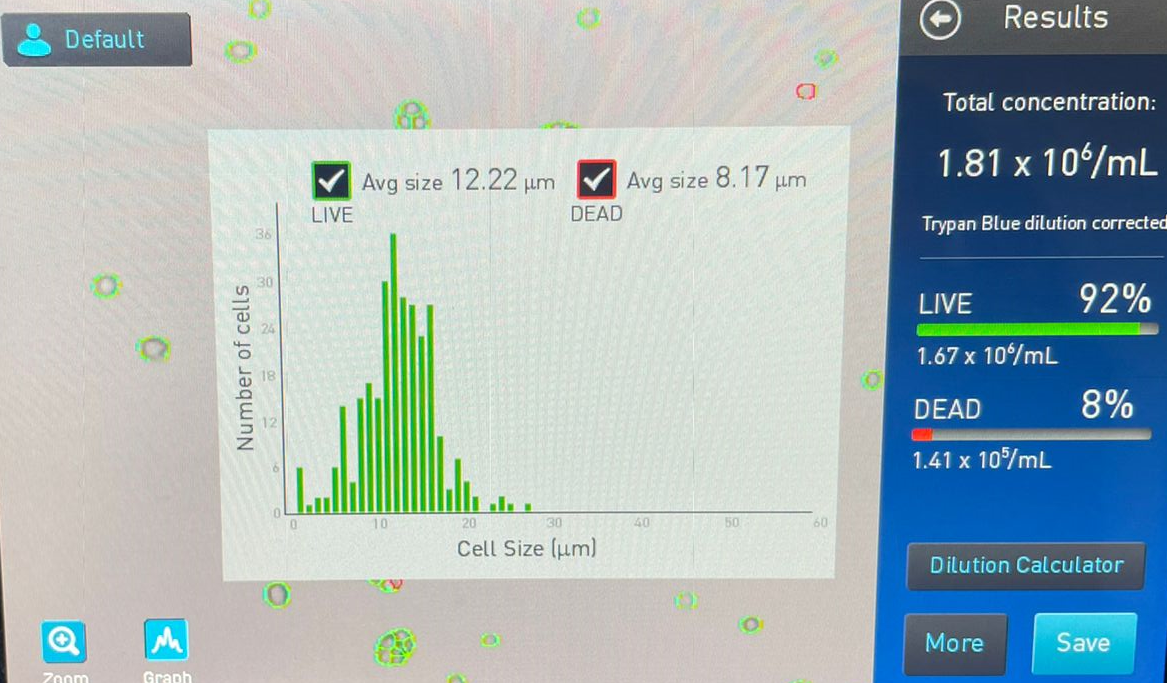 Default
Results
Total concentration:
1.81 x 10⁶/mL
Trypan Blue dilution corrected
LIVE 92%
1.67 x 10⁶/mL
DEAD 8%
1.41 x 10⁵/mL
Dilution Calculator
More Save
Avg size 12.22 µm Avg size 8.17 µm
LIVE DEAD
Number of cells
36
30
24
18
12
6
0
0 10 20 30 40 50 60
Cell Size (µm)
Zoom Graph